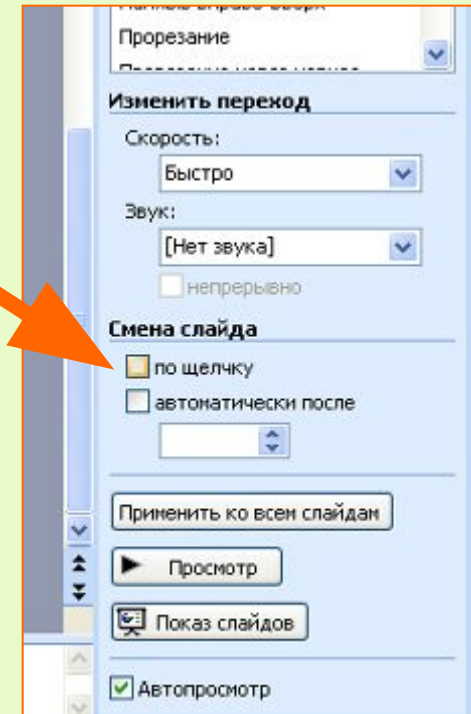 Прорезание
Изменить переход
Скорость:
Быстро
Звук:
[Нет звука]
непрерывно
Смена слайда
по щелчку
автоматически после
Применить ко всем слайдам
Просмотр
Показ слайдов
Автопросмотр